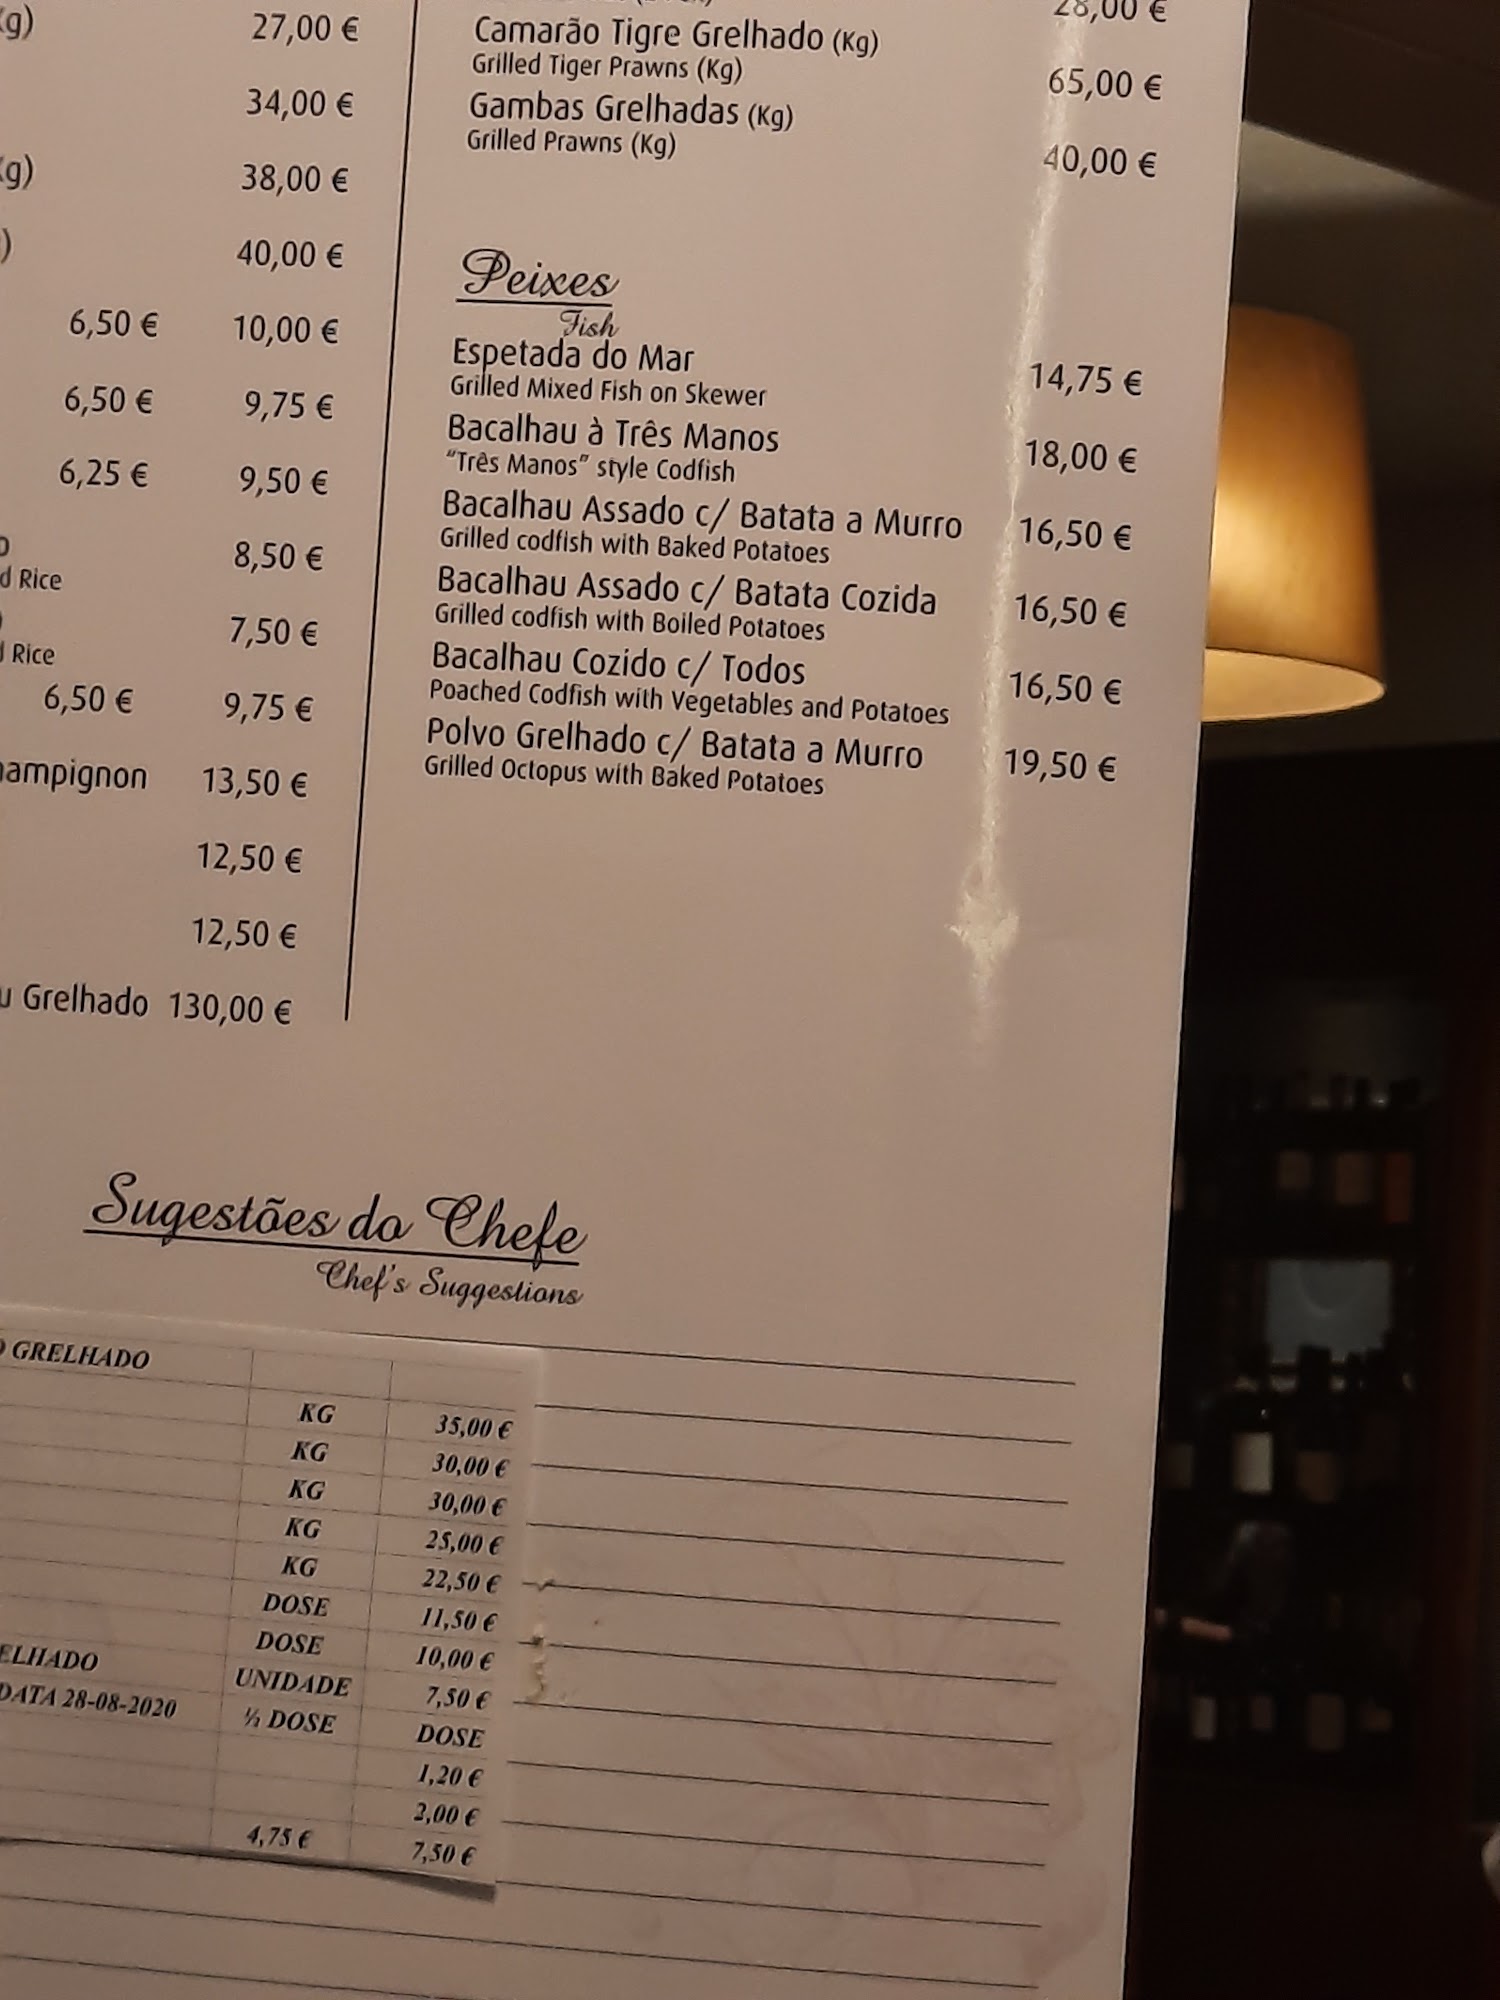 27,00 €
34,00 €
38,00 €
40,00 €
6,50 € 10,00 €
6,50 € 9,75 €
6,25 € 9,50 €
8,50 €
Rice
7,50 €
Rice
6,50 € 9,75 €
13,50 €
12,50 €
12,50 €
Grelhado 130,00 €
28,00 €
Camarão Tigre Grelhado (Kg)
Grilled Tiger Prawns (Kg)
65,00 €
Gambas Grelhadas (Kg)
Grilled Prawns (Kg)
40,00 €
Peixes
Fish
Espetada do Mar
Grilled Mixed Fish on Skewer
14,75 €
Bacalhau à Três Manos
"Três Manos" style Codfish
18,00 €
Bacalhau Assado c/ Batata a Murro
Grilled codfish with Baked Potatoes
16,50 €
Bacalhau Assado c/ Batata Cozida
Grilled codfish with Boiled Potatoes
16,50 €
Bacalhau Cozido c/ Todos
Poached Codfish with Vegetables and Potatoes
16,50 €
Polvo Grelhado c/ Batata a Murro
Grilled Octopus with Baked Potatoes
19,50 €
Sugestões do Chefe
Chef's Suggestions
GRELHADO
KG 35,00 €
KG 30,00 €
KG 30,00 €
KG 25,00 €
KG 22,50 €
DOSE 11,50 €
DOSE 10,00 €
ELHADO UNIDADE 7,50 €
DATA 28-08-2020 ½ DOSE DOSE
1,20 €
2,00 €
4,75 € 7,50 €